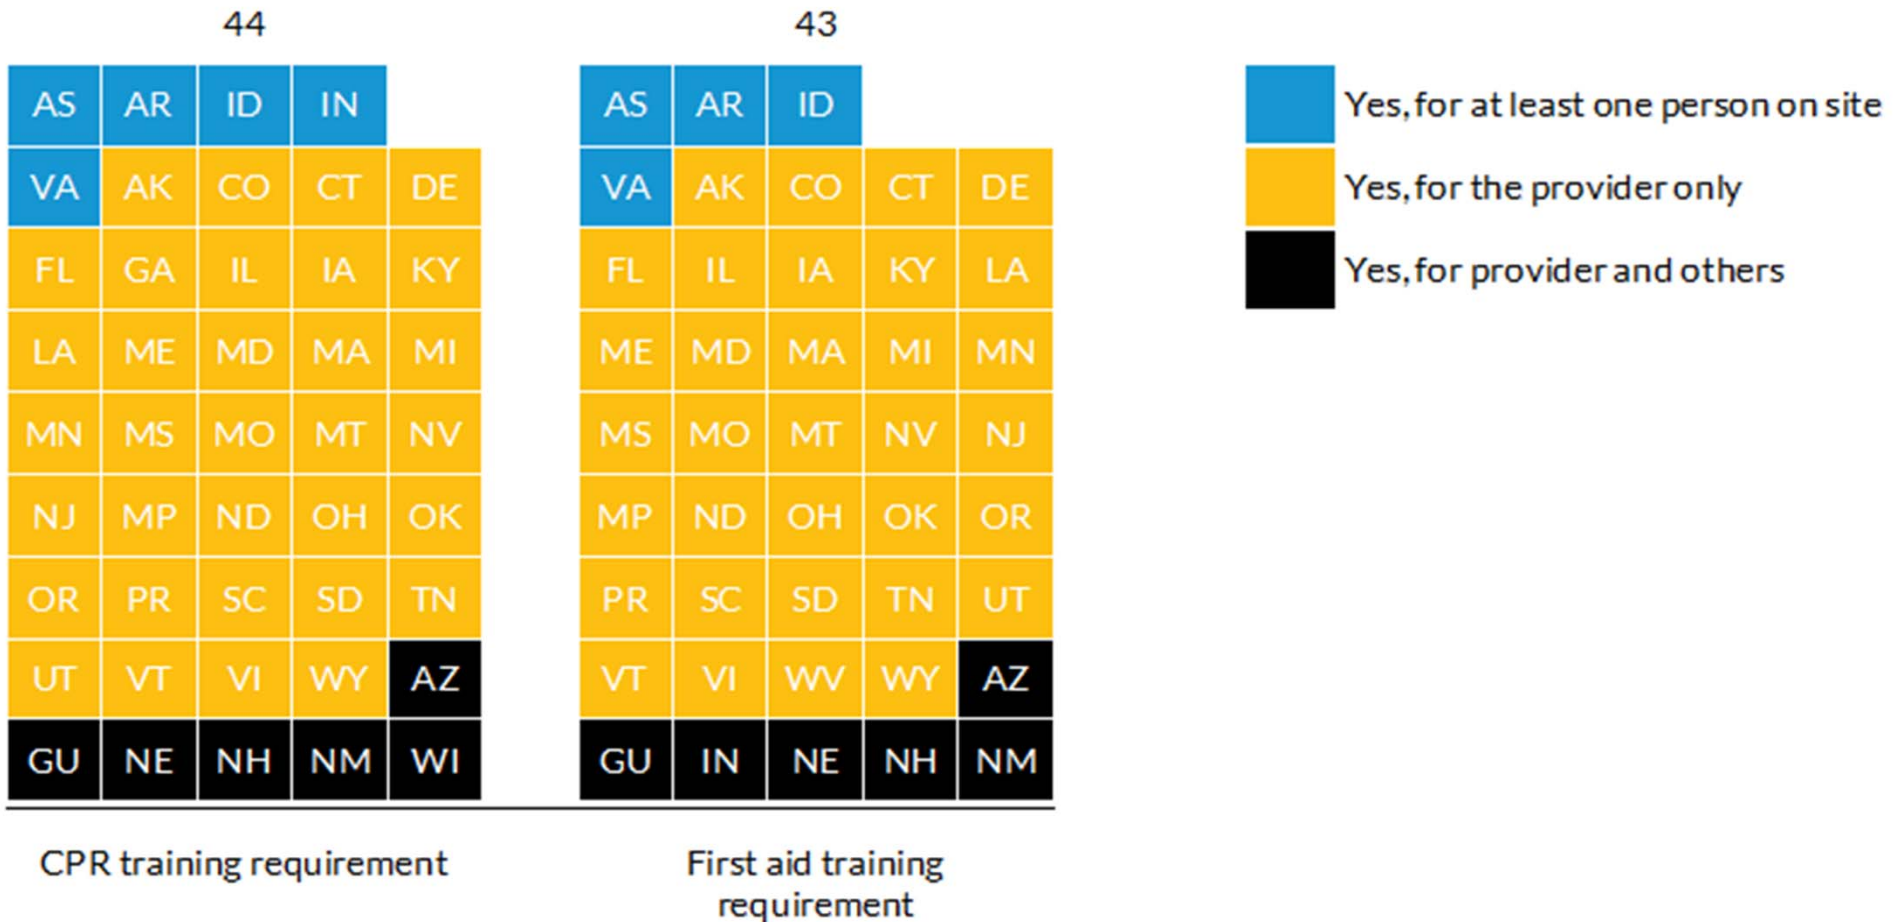 44
43
AS AR ID IN
VA AK CO CT DE
FL GA IL IA KY
LA ME MD MA MI
MN MS MO MT NV
NJ MP ND OH OK
OR PR SC SD TN
UT VT VI WY AZ
GU NE NH NM WI
CPR training requirement
AS AR ID
VA AK CO CT DE
FL IL IA KY LA
ME MD MA MI MN
MS MO MT NV NJ
MP ND OH OK OR
PR SC SD TN UT
VT VI WV WY AZ
GU IN NE NH NM
First aid training
requirement
Yes, for at least one person on site
Yes, for the provider only
Yes, for provider and others